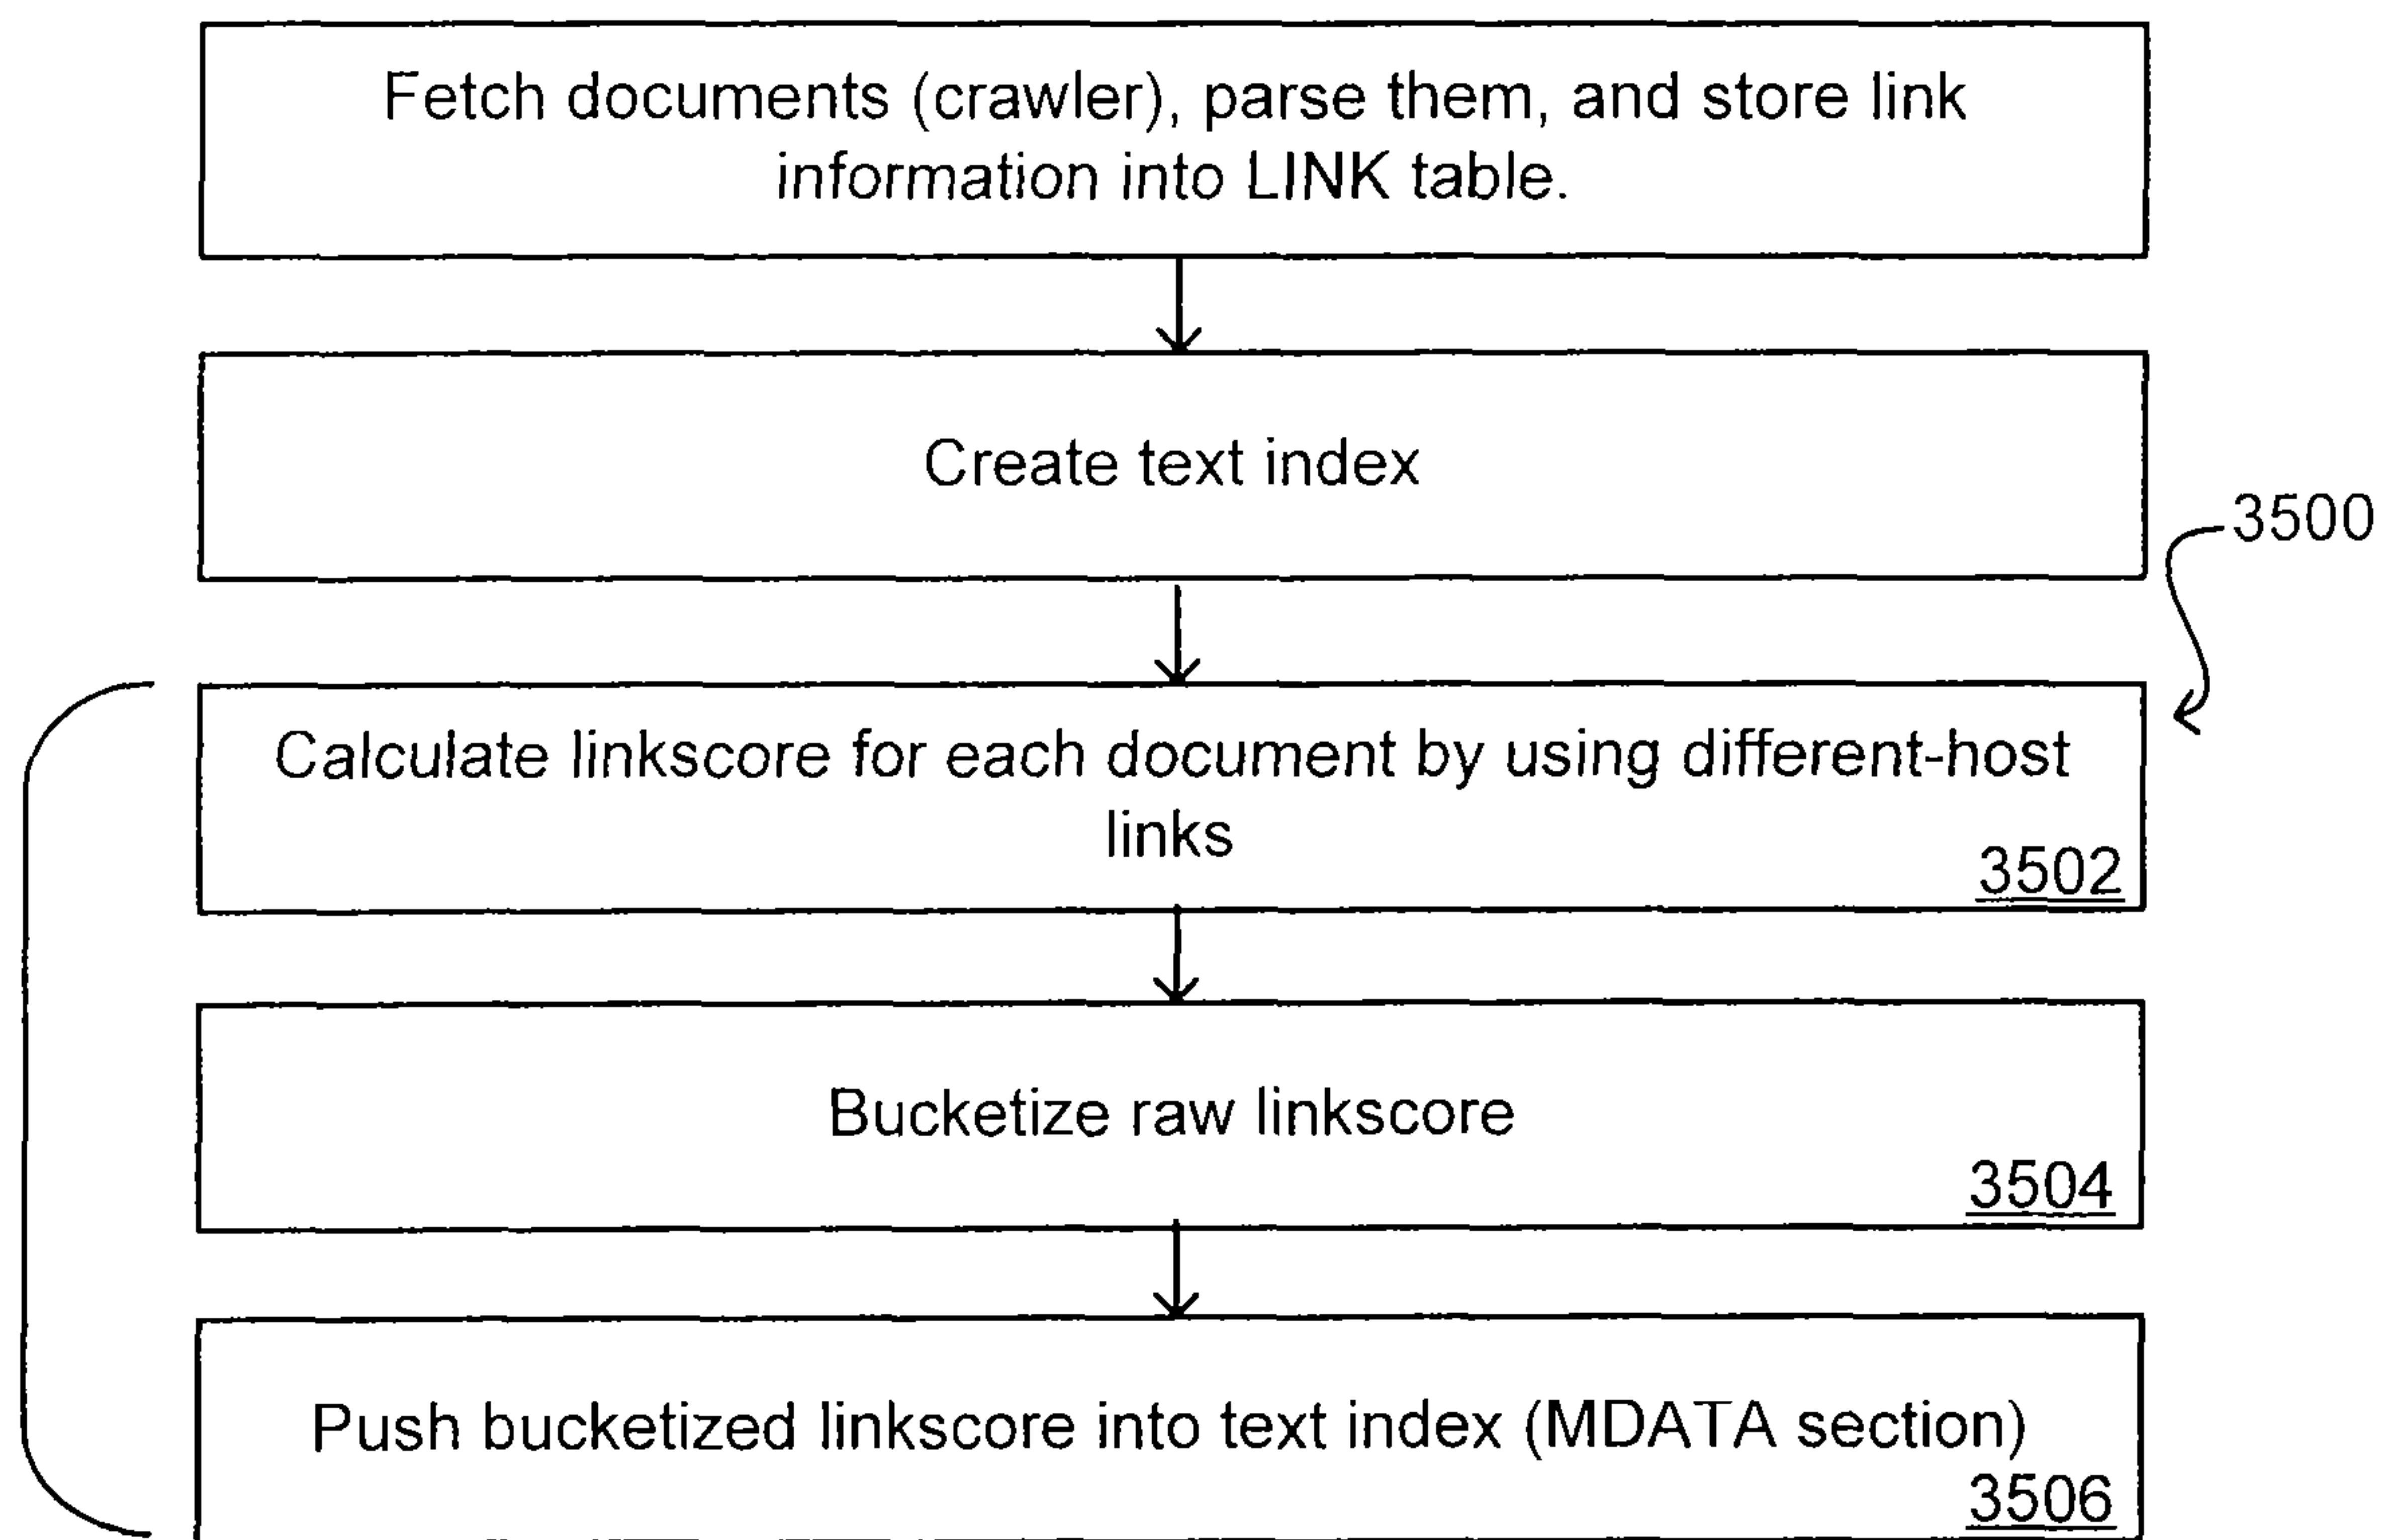 Fetch documents (crawler), parse them, and store link
information into LINK table.
Create text index
3500
Calculate linkscore for each document by using different-host
links
3502
Bucketize raw linkscore
3504
Push bucketized linkscore into text index (MDATA section)
3506